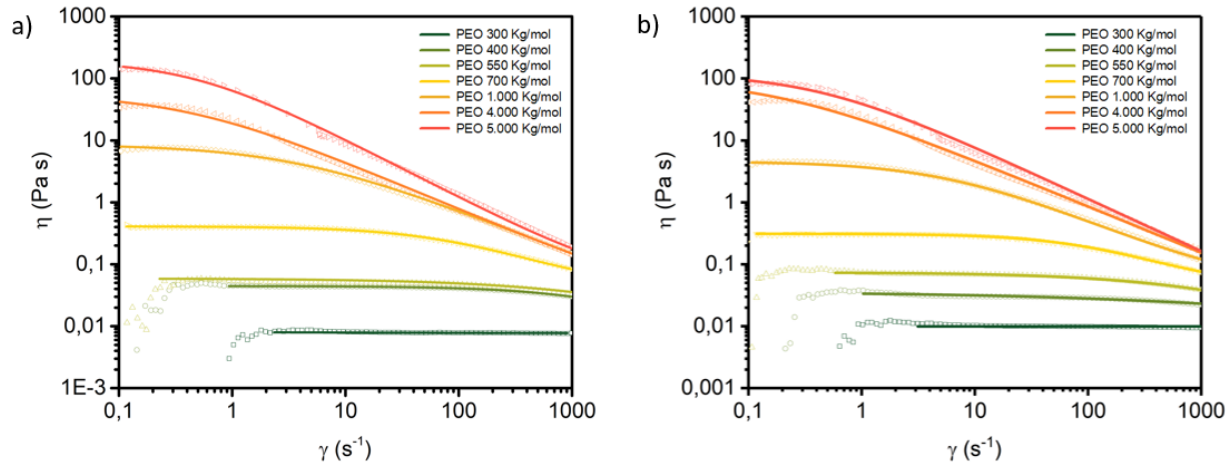 a)
1000
100
10
1
0,1
0,01
1E-3
η (Pa s)
0,1
1
10
100
1000
γ (s⁻¹)
PEO 300 Kg/mol
PEO 400 Kg/mol
PEO 550 Kg/mol
PEO 700 Kg/mol
PEO 1.000 Kg/mol
PEO 4.000 Kg/mol
PEO 5.000 Kg/mol
b)
1000
100
10
1
0,1
0,01
0,001
η (Pa s)
0,1
1
10
100
1000
γ (s⁻¹)
PEO 300 Kg/mol
PEO 400 Kg/mol
PEO 550 Kg/mol
PEO 700 Kg/mol
PEO 1.000 Kg/mol
PEO 4.000 Kg/mol
PEO 5.000 Kg/mol